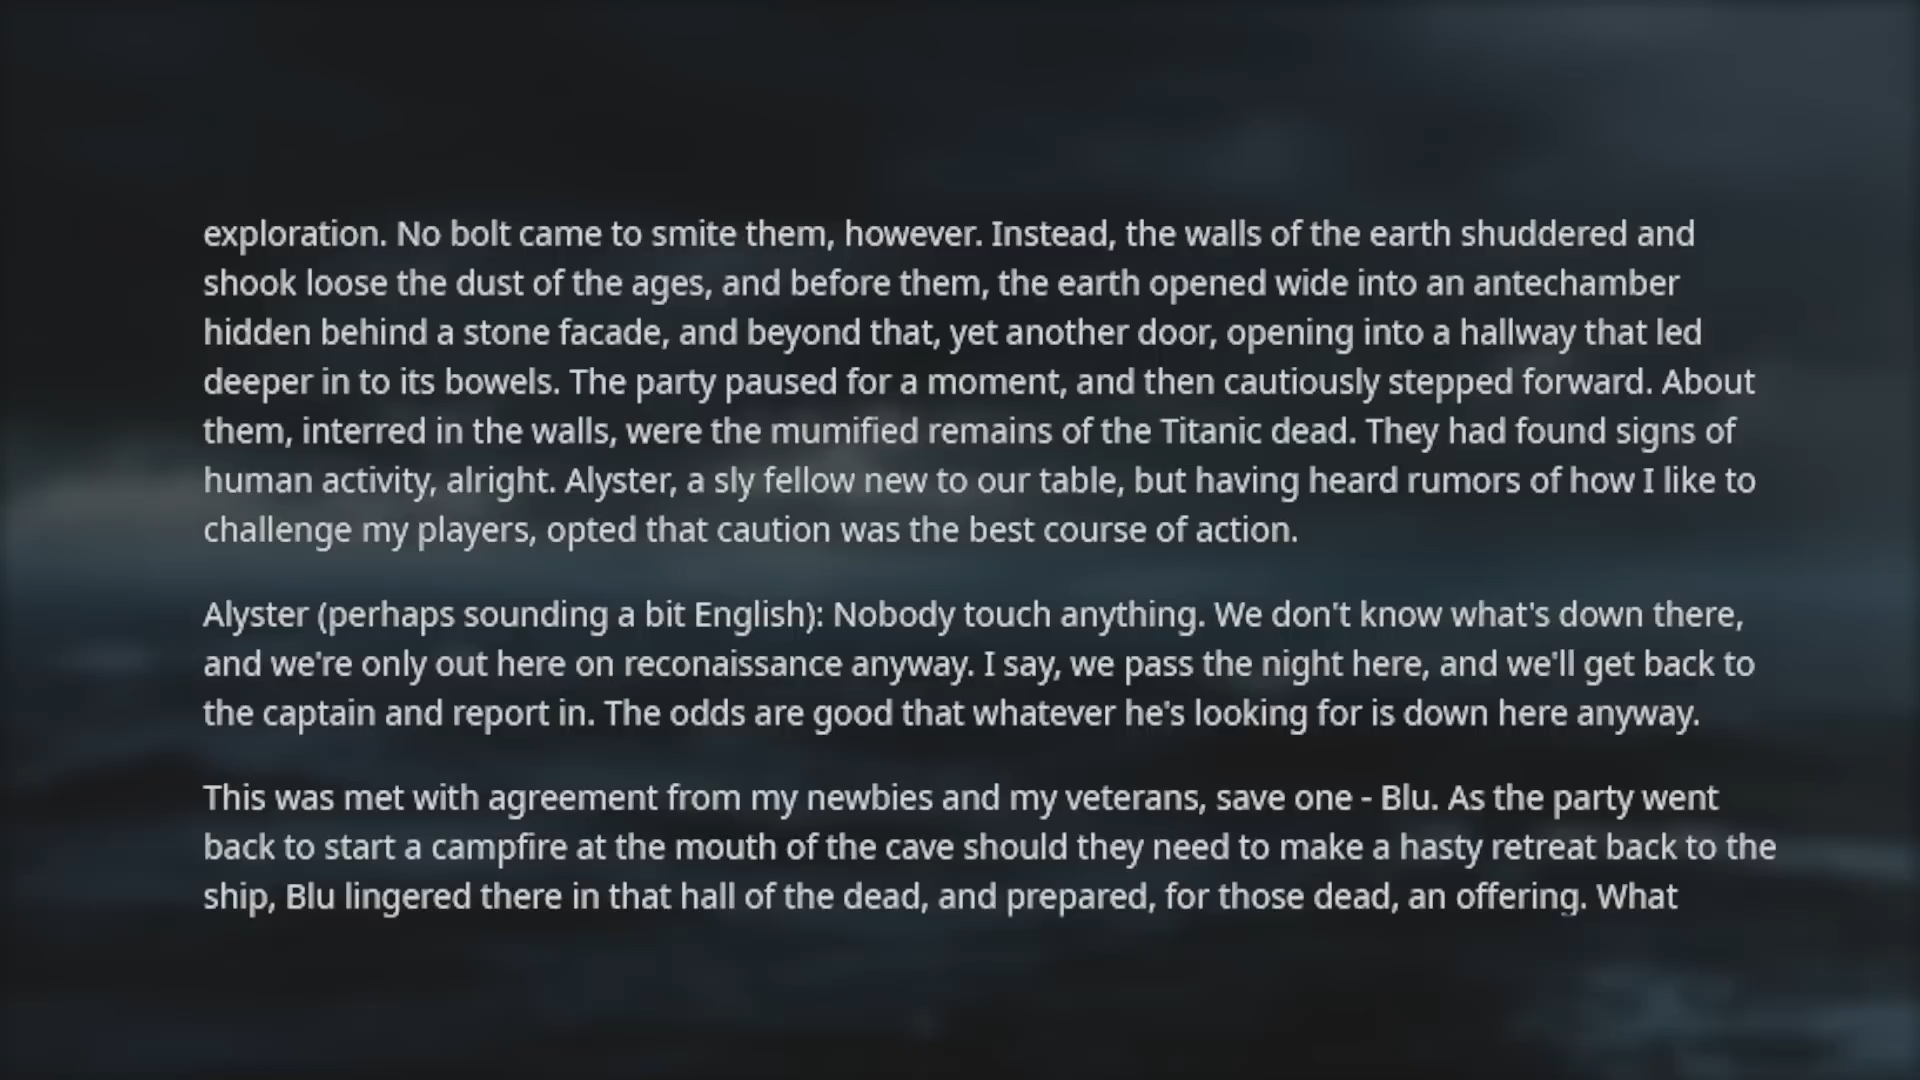 exploration. No bolt came to smite them, however. Instead, the walls of the earth shuddered and
shook loose the dust of the ages, and before them, the earth opened wide into an antechamber
hidden behind a stone facade, and beyond that, yet another door, opening into a hallway that led
deeper in to its bowels. The party paused for a moment, and then cautiously stepped forward. About
them, interred in the walls, were the mumified remains of the Titanic dead. They had found signs of
human activity, alright. Alyster, a sly fellow new to our table, but having heard rumors of how I like to
challenge my players, opted that caution was the best course of action.
Alyster (perhaps sounding a bit English): Nobody touch anything. We don't know what's down there,
and we're only out here on reconaissance anyway. I say, we pass the night here, and we'll get back to
the captain and report in. The odds are good that whatever he's looking for is down here anyway.
This was met with agreement from my newbies and my veterans, save one - Blu. As the party went
back to start a campfire at the mouth of the cave should they need to make a hasty retreat back to the
ship, Blu lingered there in that hall of the dead, and prepared, for those dead, an offering. What